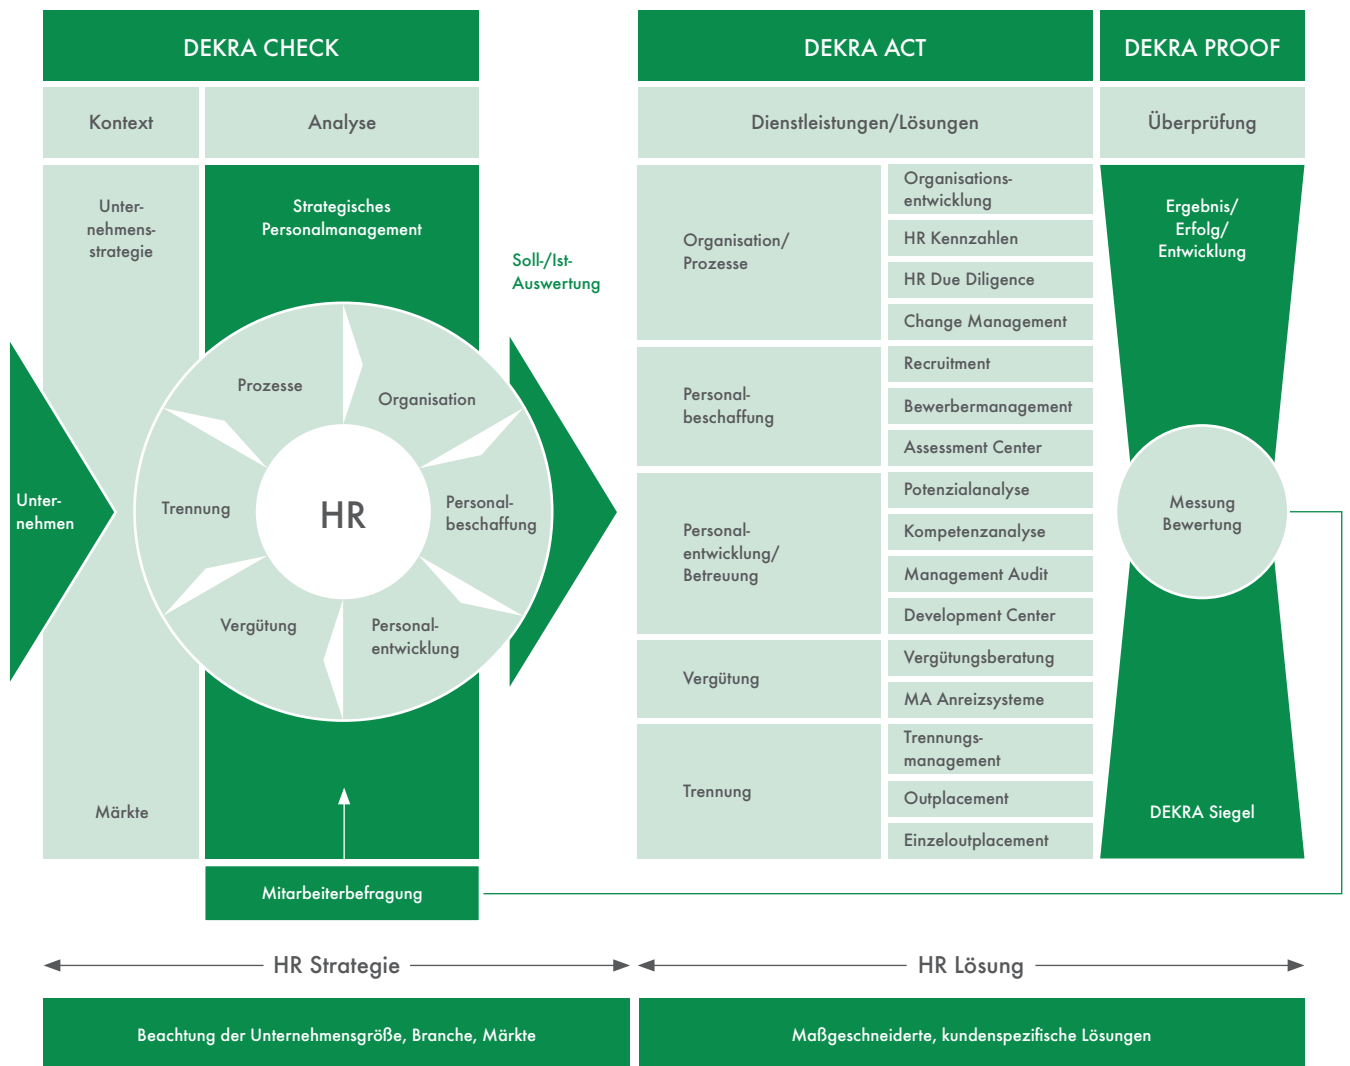 DEKRA CHECK
DEKRA ACT
DEKRA PROOF
Kontext
Analyse
Dienstleistungen/Lösungen
Überprüfung
Unter-
nehmens-
strategie
Märkte
Unter-
nehmen
Strategisches
Personalmanagement
Prozesse
Organisation
Trennung
HR
Personal-
beschaffung
Vergütung
Personal-
entwicklung
Mitarbeiterbefragung
Soll-/Ist-
Auswertung
Organisation/
Prozesse
Organisations-
entwicklung
HR Kennzahlen
HR Due Diligence
Change Management
Personal-
beschaffung
Recruitment
Bewerbermanagement
Assessment Center
Personal-
entwicklung/
Betreuung
Potenzialanalyse
Kompetenzanalyse
Management Audit
Development Center
Vergütung
Vergütungsberatung
MA Anreizsysteme
Trennung
Trennungs-
management
Outplacement
Einzeloutplacement
Ergebnis/
Erfolg/
Entwicklung
Messung
Bewertung
DEKRA Siegel
HR Strategie
HR Lösung
Beachtung der Unternehmensgröße, Branche, Märkte
Maßgeschneiderte, kundenspezifische Lösungen